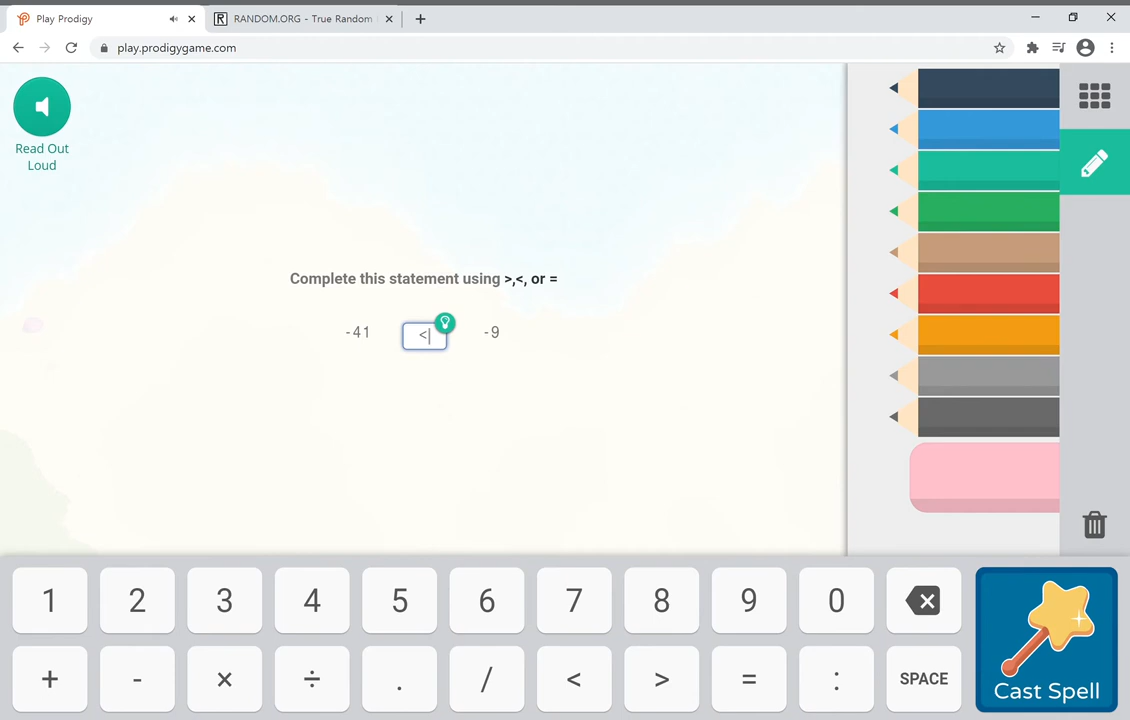 Play Prodigy
RANDOM.ORG - True Random
play.prodigygame.com
Read Out
Loud
Complete this statement using >,<, or =
-41 < -9
1 2 3 4 5 6 7 8 9 0
+ - × ÷ . / < > = : SPACE
Cast Spell